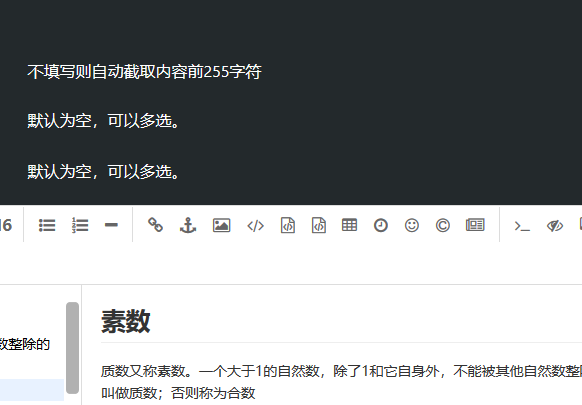 不填写则自动截取内容前255字符
默认为空，可以多选。
默认为空，可以多选。
素数
数整除的
质数又称素数。一个大于1的自然数，除了1和它自身外，不能被其他自然数整除
叫做质数；否则称为合数